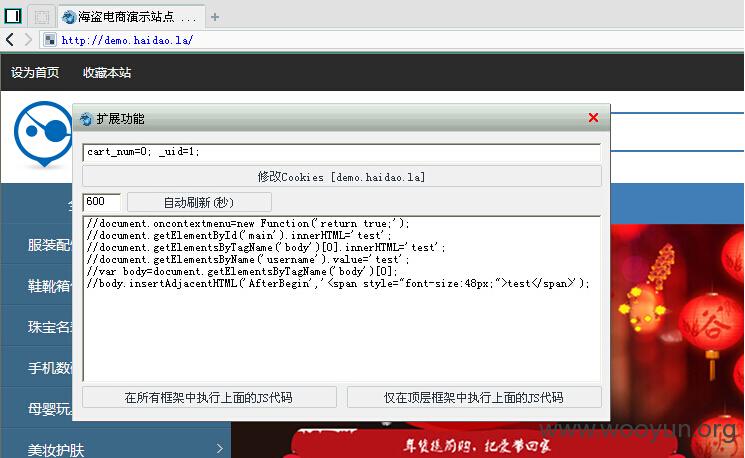 海盗电商演示站点 ...
http://demo.haidao.la/
设为首页 收藏本站
扩展功能
cart_num=0; _uid=1;
修改Cookies [demo.haidao.la]
600 自动刷新(秒)
//document.oncontextmenu=new Function('return true;');
//document.getElementById('main').innerHTML='test';
//document.getElementsByTagName('body')[0].innerHTML='test';
//document.getElementsByName('username').value='test';
//var body=document.getElementsByTagName('body')[0];
//body.insertAdjacentHTML('AfterBegin','<span style="font-size:48px;">test</span>');
在所有框架中执行上面的JS代码 仅在顶层框架中执行上面的JS代码
服装配
鞋靴箱
珠宝名
手机数
母婴玩
美妆护肤
年货提前购，把爱带回家
www.wooyun.org